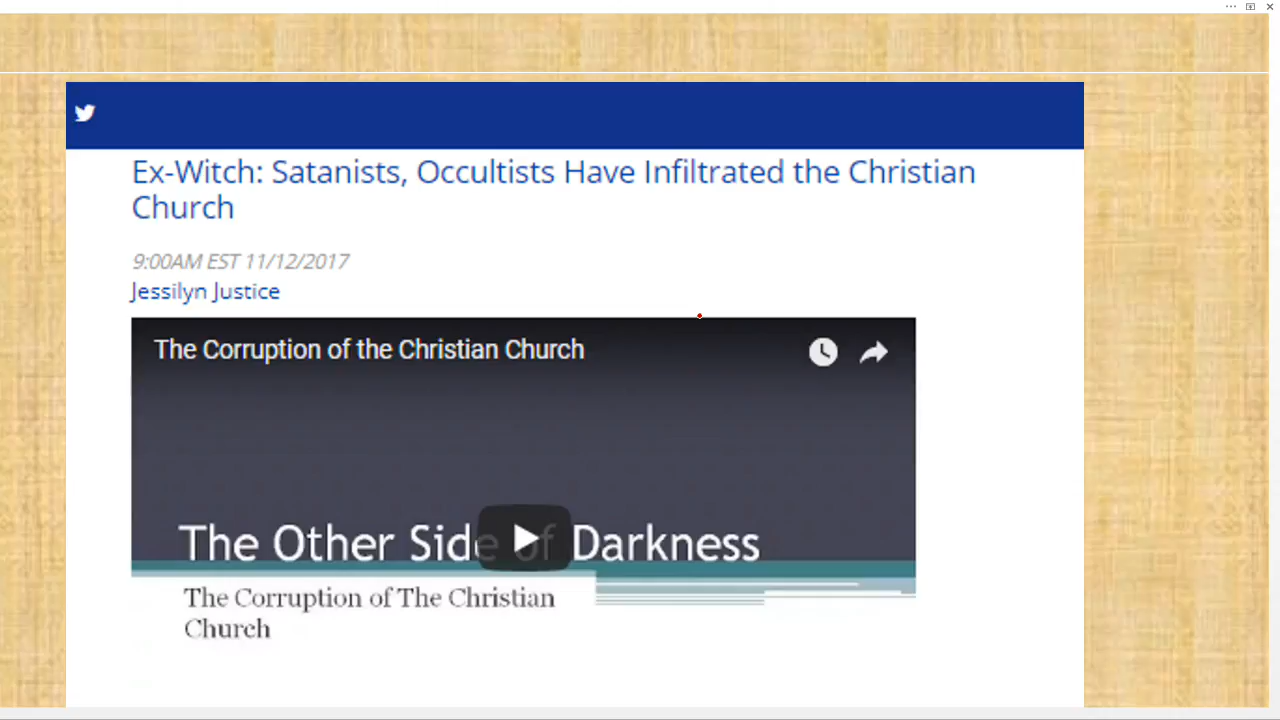 Ex-Witch: Satanists, Occultists Have Infiltrated the Christian
Church
9:00AM EST 11/12/2017
Jessilyn Justice
The Corruption of the Christian Church
The Other Side of Darkness
The Corruption of The Christian
Church